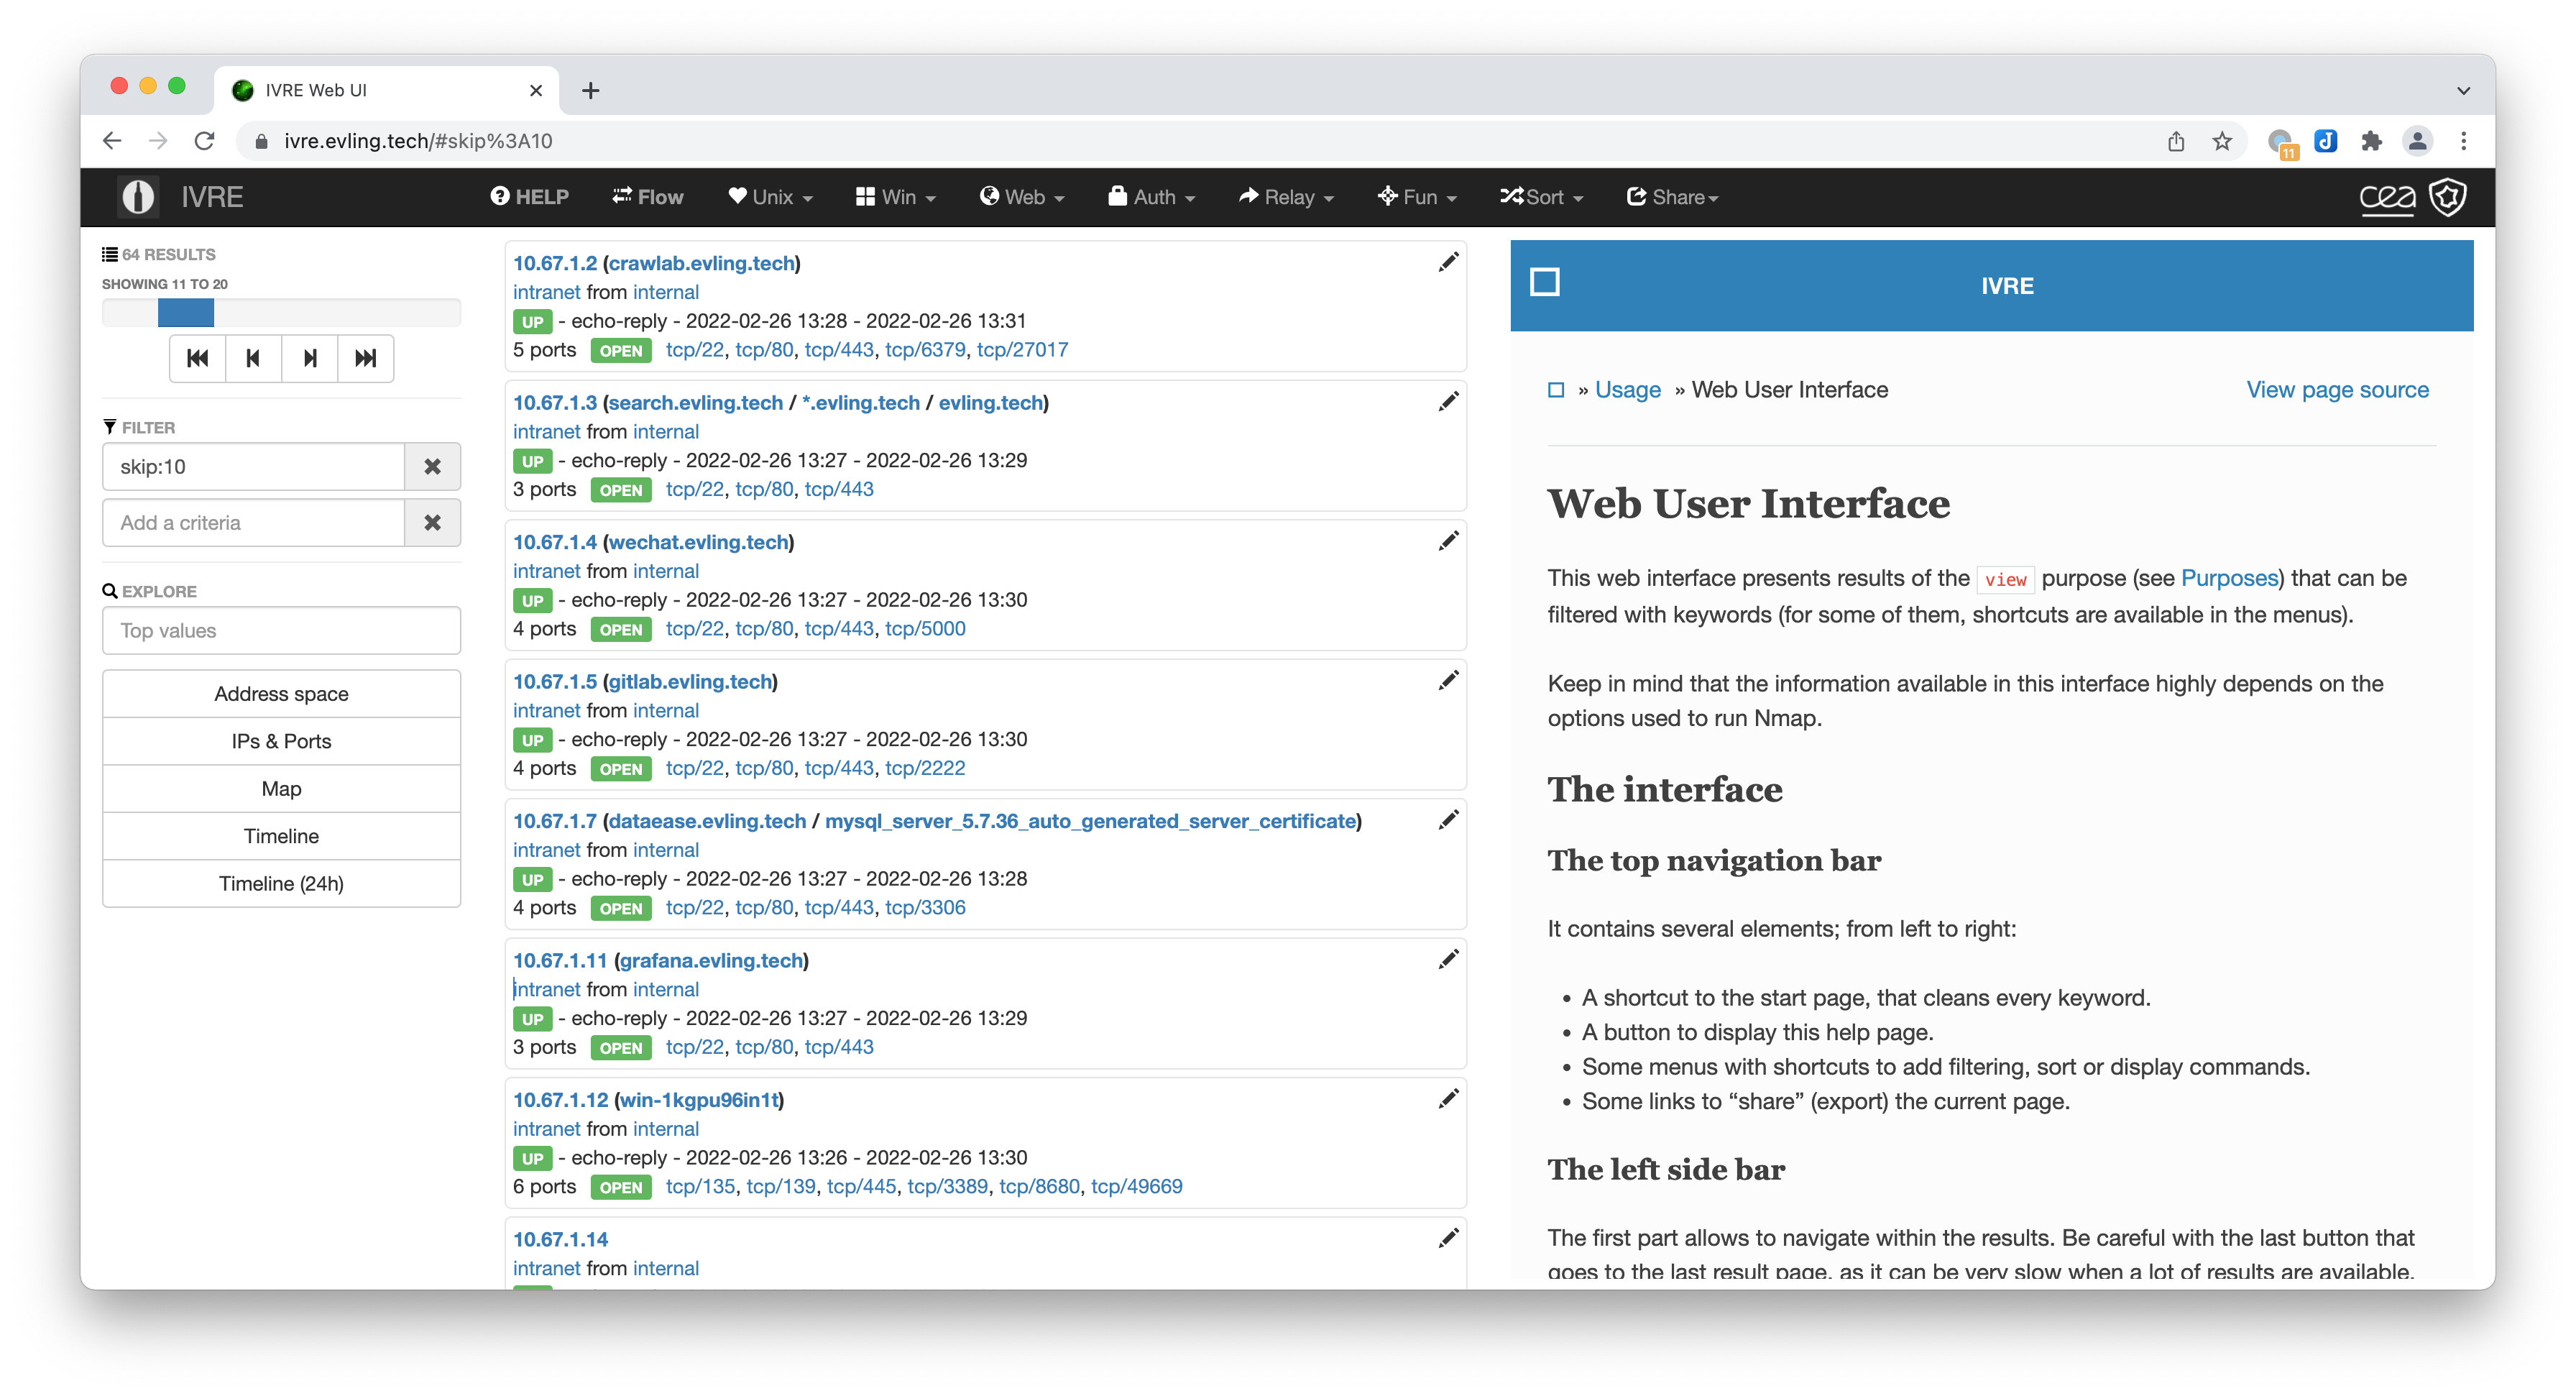 IVRE Web UI
ivre.evling.tech/#skip%3A10
11
IVRE
HELP
Flow
Unix
Win
Web
Auth
Relay
Fun
Sort
Share
cea
64 RESULTS
SHOWING 11 TO 20
FILTER
skip:10
Add a criteria
EXPLORE
Top values
Address space
IPs & Ports
Map
Timeline
Timeline (24h)
10.67.1.2 (crawlab.evling.tech)
intranet from internal
UP - echo-reply - 2022-02-26 13:28 - 2022-02-26 13:31
5 ports OPEN tcp/22, tcp/80, tcp/443, tcp/6379, tcp/27017
10.67.1.3 (search.evling.tech / *.evling.tech / evling.tech)
intranet from internal
UP - echo-reply - 2022-02-26 13:27 - 2022-02-26 13:29
3 ports OPEN tcp/22, tcp/80, tcp/443
10.67.1.4 (wechat.evling.tech)
intranet from internal
UP - echo-reply - 2022-02-26 13:27 - 2022-02-26 13:30
4 ports OPEN tcp/22, tcp/80, tcp/443, tcp/5000
10.67.1.5 (gitlab.evling.tech)
intranet from internal
UP - echo-reply - 2022-02-26 13:27 - 2022-02-26 13:30
4 ports OPEN tcp/22, tcp/80, tcp/443, tcp/2222
10.67.1.7 (dataease.evling.tech / mysql_server_5.7.36_auto_generated_server_certificate)
intranet from internal
UP - echo-reply - 2022-02-26 13:27 - 2022-02-26 13:28
4 ports OPEN tcp/22, tcp/80, tcp/443, tcp/3306
10.67.1.11 (grafana.evling.tech)
intranet from internal
UP - echo-reply - 2022-02-26 13:27 - 2022-02-26 13:29
3 ports OPEN tcp/22, tcp/80, tcp/443
10.67.1.12 (win-1kgpu96in1t)
intranet from internal
UP - echo-reply - 2022-02-26 13:26 - 2022-02-26 13:30
6 ports OPEN tcp/135, tcp/139, tcp/445, tcp/3389, tcp/8680, tcp/49669
10.67.1.14
intranet from internal
IVRE
» Usage » Web User Interface
View page source
Web User Interface
This web interface presents results of the view purpose (see Purposes) that can be
filtered with keywords (for some of them, shortcuts are available in the menus).
Keep in mind that the information available in this interface highly depends on the
options used to run Nmap.
The interface
The top navigation bar
It contains several elements; from left to right:
• A shortcut to the start page, that cleans every keyword.
• A button to display this help page.
• Some menus with shortcuts to add filtering, sort or display commands.
• Some links to “share” (export) the current page.
The left side bar
The first part allows to navigate within the results. Be careful with the last button that
goes to the last result page, as it can be very slow when a lot of results are available.